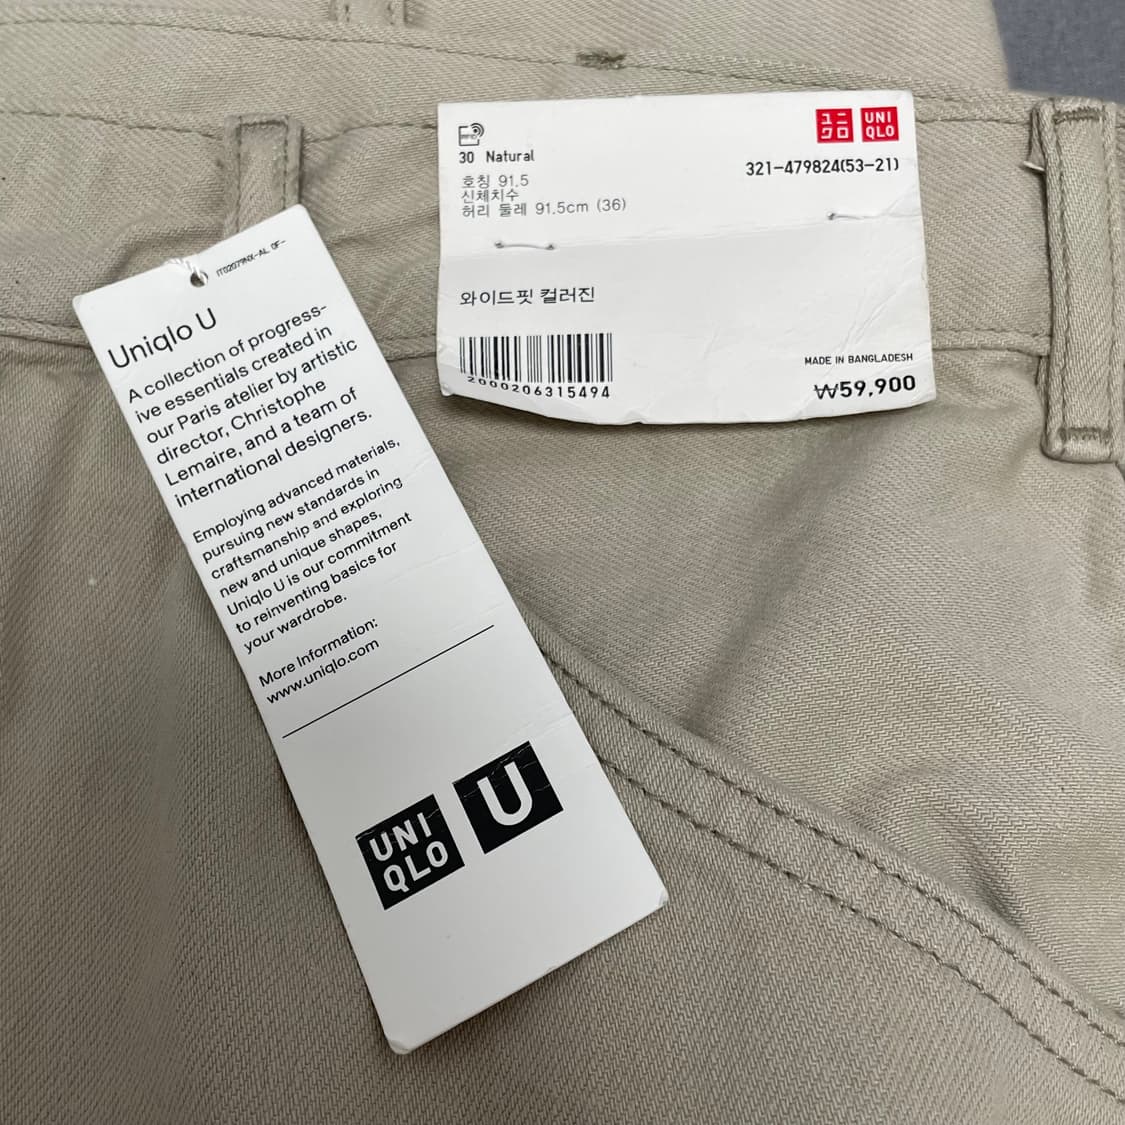 IT02079NX-AL OF-
Uniqlo U
A collection of progress-
ive essentials created in
our Paris atelier by artistic
director, Christophe
Lemaire, and a team of
international designers.
Employing advanced materials,
pursuing new standards in
craftsmanship and exploring
new and unique shapes,
Uniqlo U is our commitment
to reinventing basics for
your wardrobe.
More Information:
www.uniqlo.com
UNI
QLO
U
ユニ
クロ
UNI
QLO
30 Natural
321-479824(53-21)
호칭 91.5
신체치수
허리 둘레 91.5cm (36)
와이드핏 컬러진
2000206315494
MADE IN BANGLADESH
₩59,900